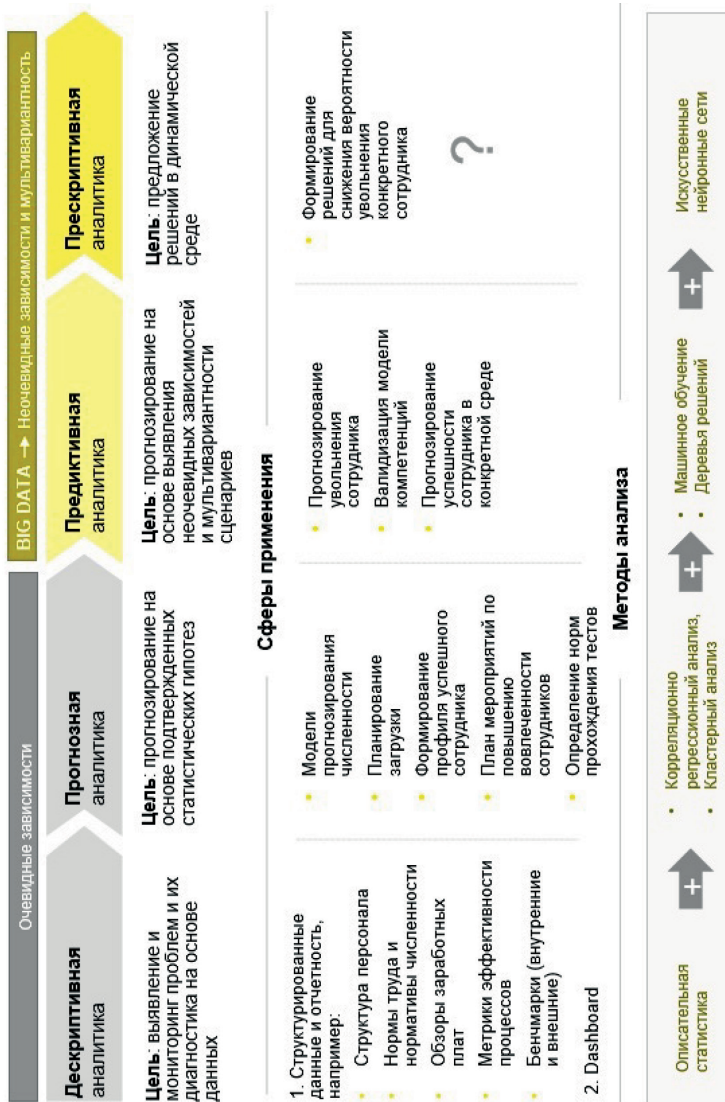 Очевидные зависимости
BIG DATA → Неочевидные зависимости и мультивариантность
Дескриптивная
аналитика
Прогнозная
аналитика
Предиктивная
аналитика
Прескриптивная
аналитика
Цель: выявление и
мониторинг проблем и их
диагностика на основе
данных
Цель: прогнозирование на
основе подтвержденных
статистических гипотез
Цель: прогнозирование на
основе выявления
неочевидных зависимостей
и мультивариантности
сценариев
Цель: предложение
решений в динамической
среде
Сферы применения
1. Структурированные
данные и отчетность,
например:
• Структура персонала
• Нормы труда и
нормативы численности
• Обзоры заработных
плат
• Метрики эффективности
процессов
• Бенчмарки (внутренние
и внешние)
2. Dashboard
• Модели
прогнозирования
численности
• Планирование
загрузки
• Формирование
профиля успешного
сотрудника
• План мероприятий по
повышению
вовлеченности
сотрудников
• Определение норм
прохождения тестов
• Прогнозирование
увольнения
сотрудника
• Валидизация модели
компетенций
• Прогнозирование
успешности
сотрудника в
конкретной среде
• Формирование
решений для
снижения вероятности
увольнения
конкретного
сотрудника
?
Методы анализа
Описательная
статистика
+
• Корреляционно
регрессионный анализ,
• Кластерный анализ
+
• Машинное обучение
• Деревья решений
+
Искусственные
нейронные сети